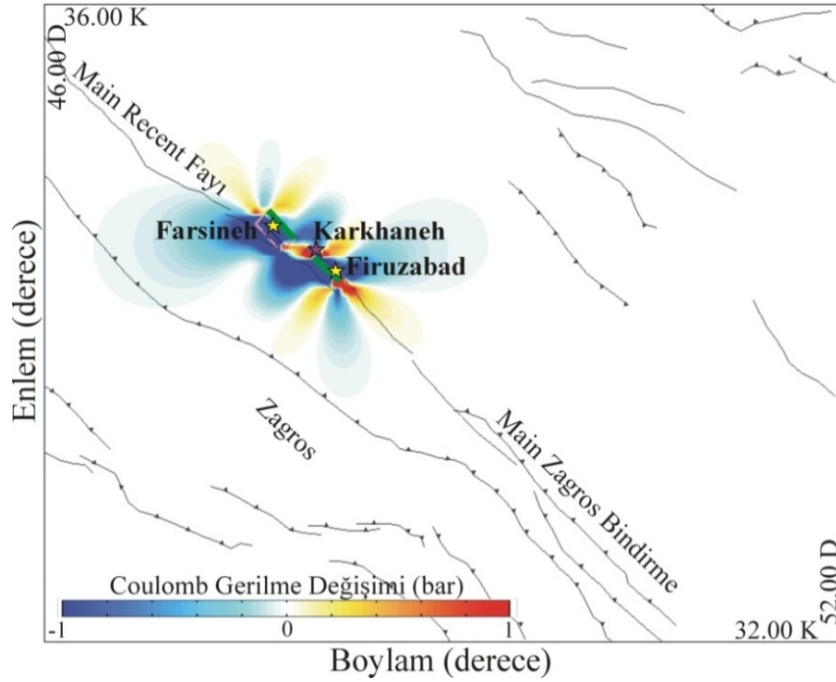 36.00 K
46.00 D
Main Recent Fayı
Farsineh
Karkhaneh
Firuzabad
Enlem (derece)
Zagros
Main Zagros Bindirme
Coulomb Gerilme Değişimi (bar)
-1 0 1
52.00 D
32.00 K
Boylam (derece)